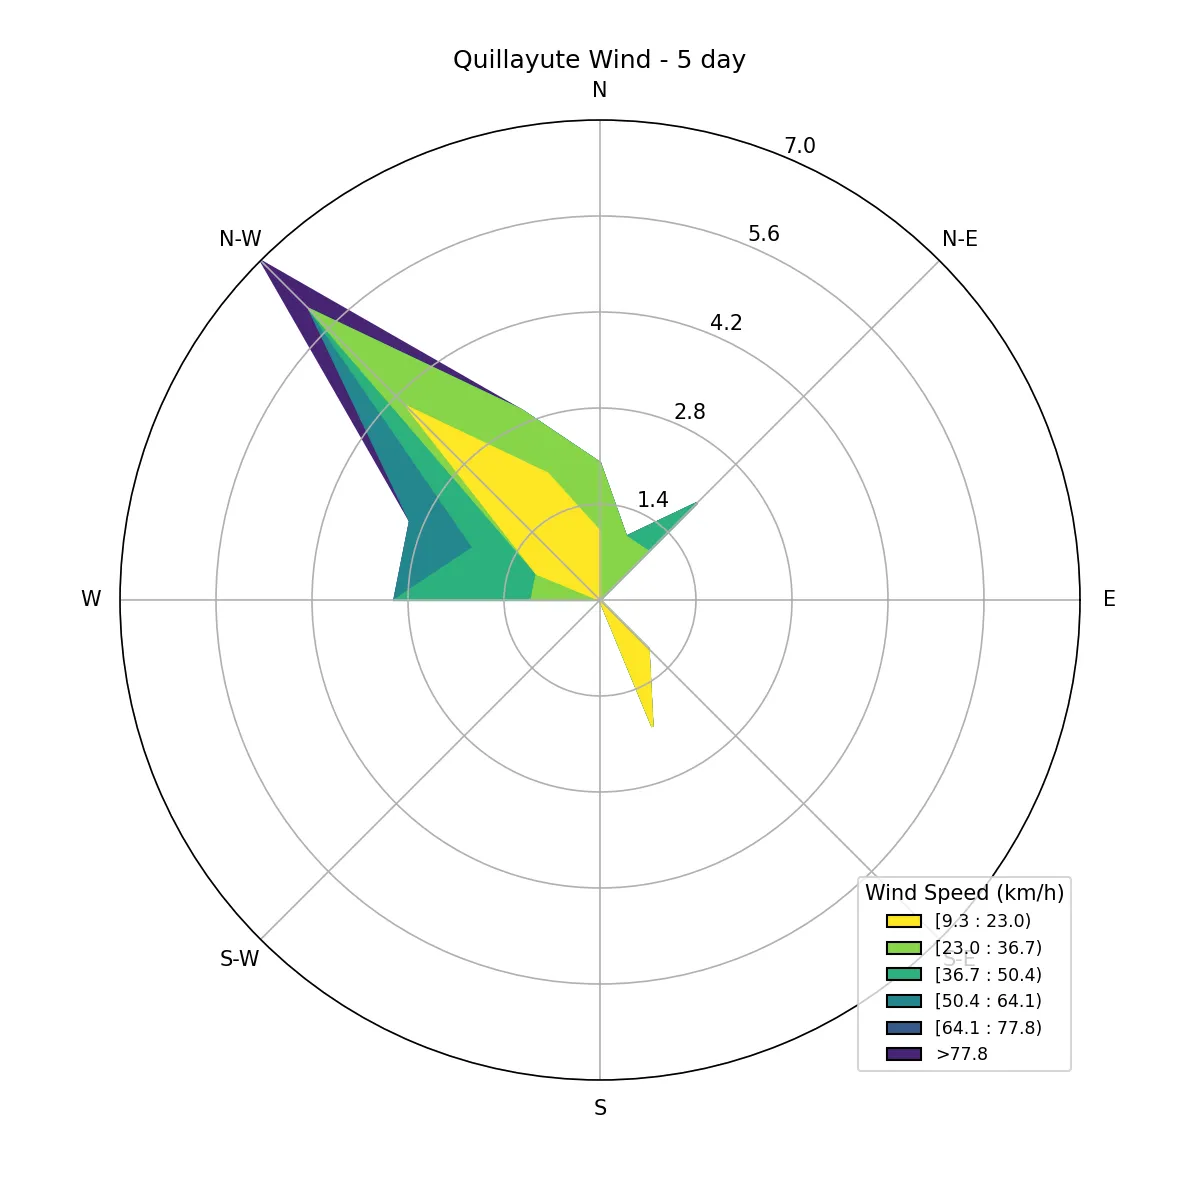 Quillayute Wind - 5 day
N
7.0
N-W
N-E
5.6
4.2
2.8
1.4
W
E
S-W
S-E
S
Wind Speed (km/h)
[9.3 : 23.0)
[23.0 : 36.7)
[36.7 : 50.4)
[50.4 : 64.1)
[64.1 : 77.8)
>77.8